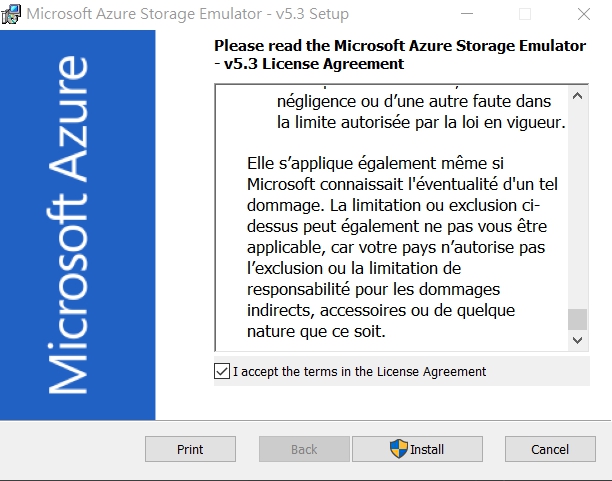 Microsoft Azure Storage Emulator - v5.3 Setup
Microsoft Azure
Please read the Microsoft Azure Storage Emulator
- v5.3 License Agreement
négligence ou d’une autre faute dans
la limite autorisée par la loi en vigueur.
Elle s’applique également même si
Microsoft connaissait l'éventualité d'un tel
dommage. La limitation ou exclusion ci-
dessus peut également ne pas vous être
applicable, car votre pays n’autorise pas
l’exclusion ou la limitation de
responsabilité pour les dommages
indirects, accessoires ou de quelque
nature que ce soit.
I accept the terms in the License Agreement
Print
Back
Install
Cancel